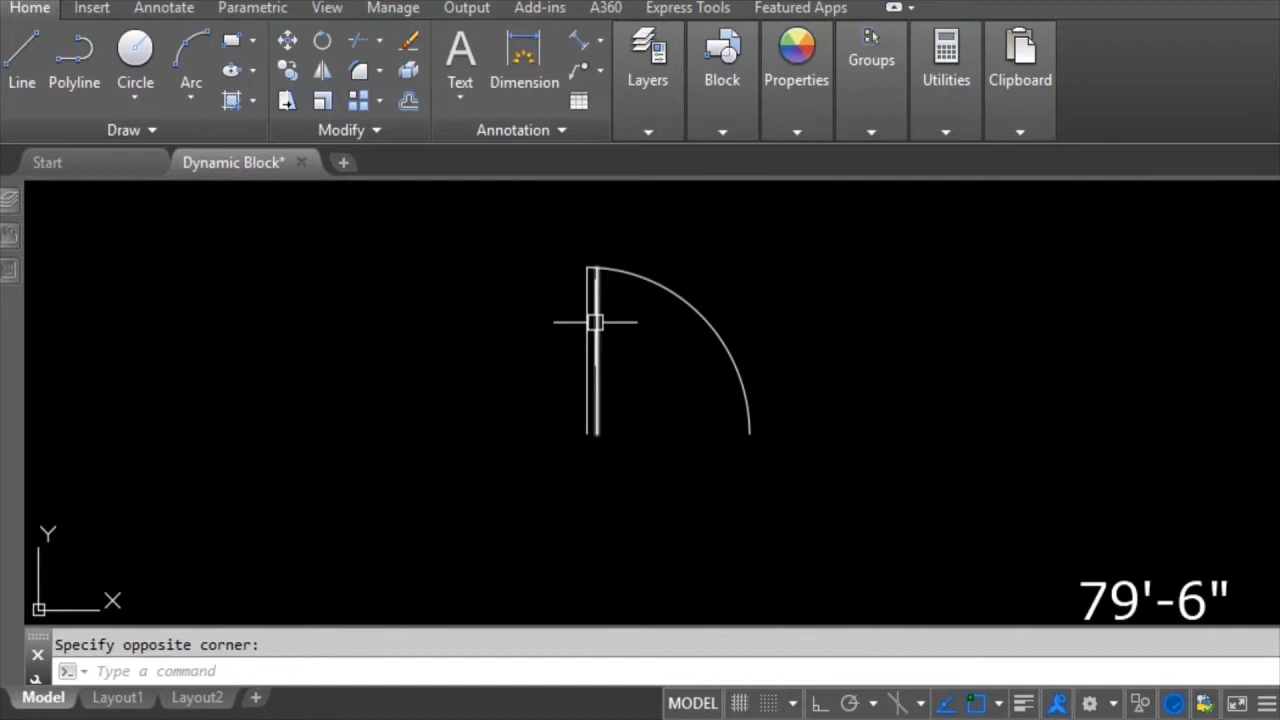 Home Insert Annotate Parametric View Manage Output Add-ins A360 Express Tools Featured Apps
Line Polyline Circle Arc Text Dimension Layers Block Properties Groups Utilities Clipboard
Draw Modify Annotation
Start Dynamic Block*
Y
X
79'-6"
Specify opposite corner:
Type a command
Model Layout1 Layout2 MODEL